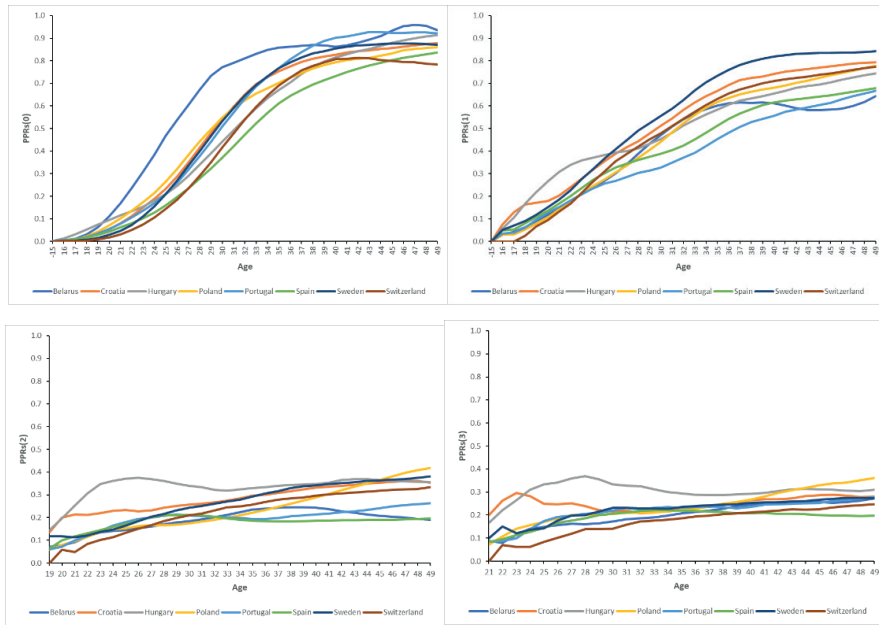 PPRs(0)
1.0
0.9
0.8
0.7
0.6
0.5
0.4
0.3
0.2
0.1
0.0
-15 16 17 18 19 20 21 22 23 24 25 26 27 28 29 30 31 32 33 34 35 36 37 38 39 40 41 42 43 44 45 46 47 48 49
Age
Belarus Croatia Hungary Poland Portugal Spain Sweden Switzerland
PPRs(1)
1.0
0.9
0.8
0.7
0.6
0.5
0.4
0.3
0.2
0.1
0.0
-15 16 17 18 19 20 21 22 23 24 25 26 27 28 29 30 31 32 33 34 35 36 37 38 39 40 41 42 43 44 45 46 47 48 49
Age
Belarus Croatia Hungary Poland Portugal Spain Sweden Switzerland
PPRs(2)
1.0
0.9
0.8
0.7
0.6
0.5
0.4
0.3
0.2
0.1
0.0
19 20 21 22 23 24 25 26 27 28 29 30 31 32 33 34 35 36 37 38 39 40 41 42 43 44 45 46 47 48 49
Age
Belarus Croatia Hungary Poland Portugal Spain Sweden Switzerland
PPRs(3)
1.0
0.9
0.8
0.7
0.6
0.5
0.4
0.3
0.2
0.1
0.0
21 22 23 24 25 26 27 28 29 30 31 32 33 34 35 36 37 38 39 40 41 42 43 44 45 46 47 48 49
Age
Belarus Croatia Hungary Poland Portugal Spain Sweden Switzerland